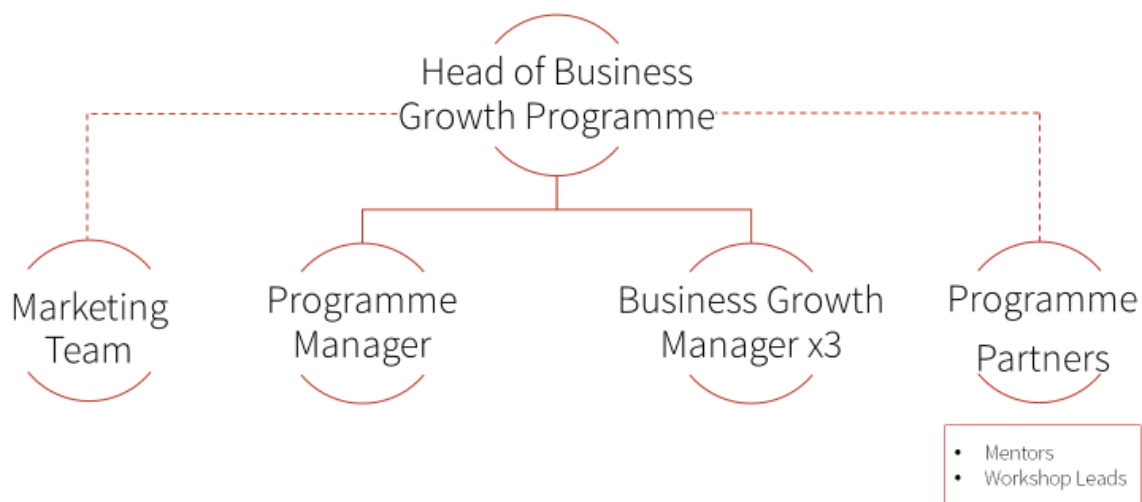 Head of Business
Growth Programme
Marketing
Team
Programme
Manager
Business Growth
Manager x3
Programme
Partners
• Mentors
• Workshop Leads